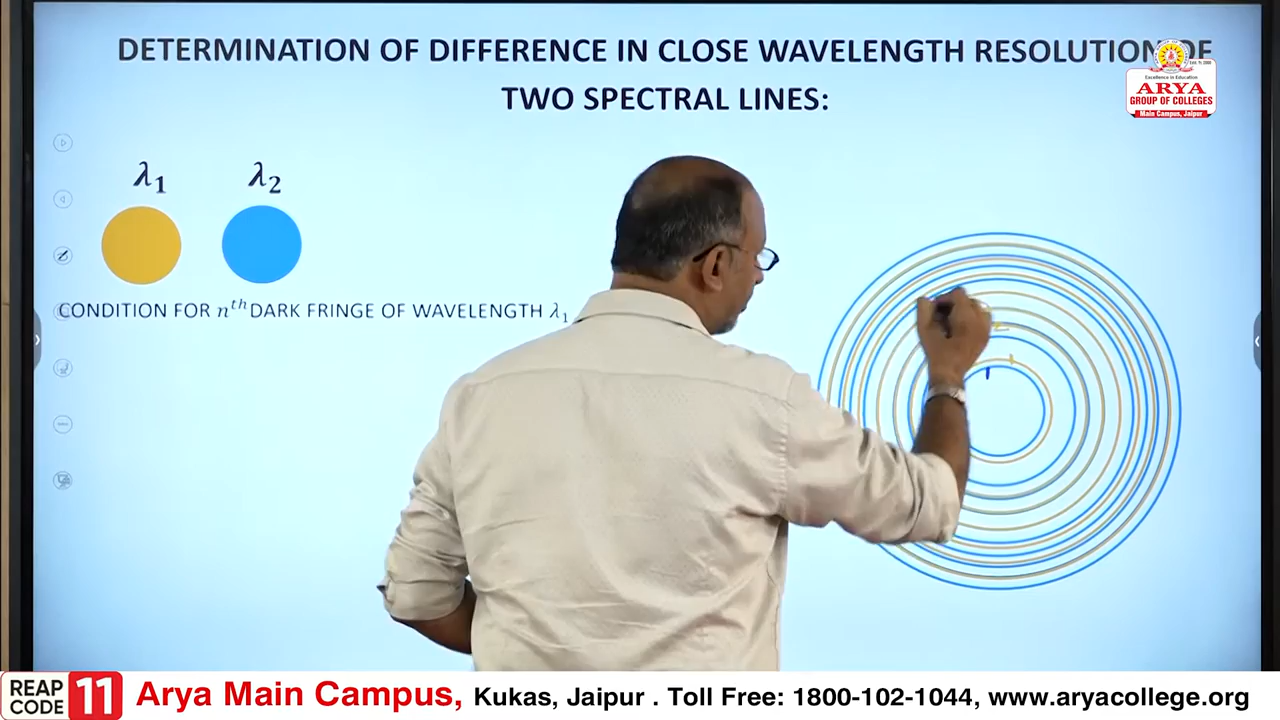 DETERMINATION OF DIFFERENCE IN CLOSE WAVELENGTH RESOLUTION OF
TWO SPECTRAL LINES:
Excellence in Education
ARYA
GROUP OF COLLEGES
Main Campus, Jaipur
λ₁ λ₂
CONDITION FOR nᵗʰ DARK FRINGE OF WAVELENGTH λ₁
REAP
CODE
11
Arya Main Campus, Kukas, Jaipur . Toll Free: 1800-102-1044, www.aryacollege.org